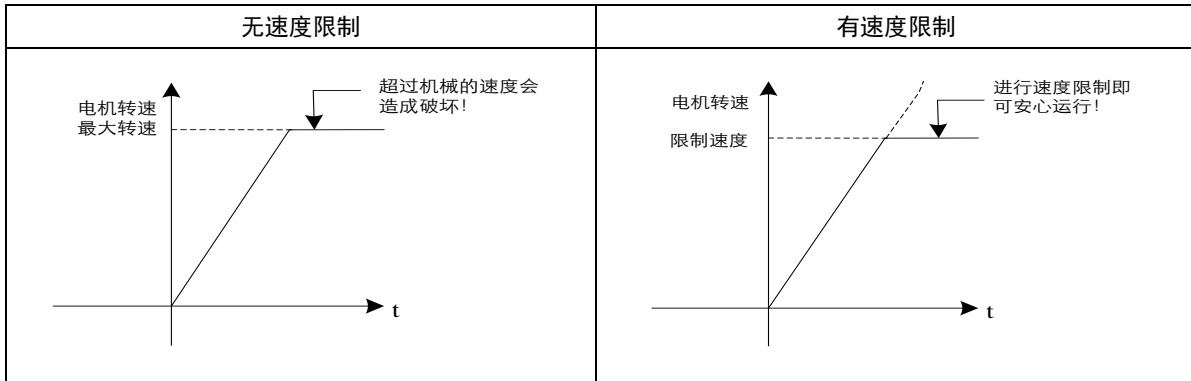 无速度限制
有速度限制
电机转速
最大转速
超过机械的速度会
造成破坏!
t
电机转速
限制速度
进行速度限制即
可安心运行!
t